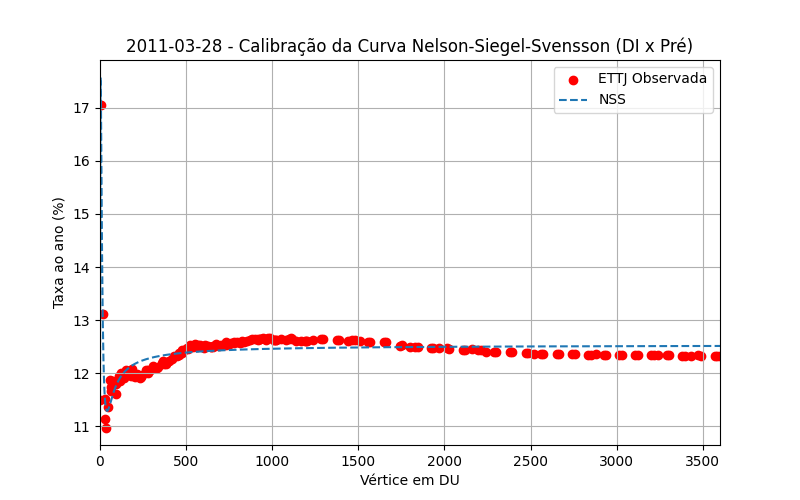 2011-03-28 - Calibração da Curva Nelson-Siegel-Svensson (DI x Pré)
ETTJ Observada
NSS
Taxa ao ano (%)
17
16
15
14
13
12
11
0 500 1000 1500 2000 2500 3000 3500
Vértice em DU